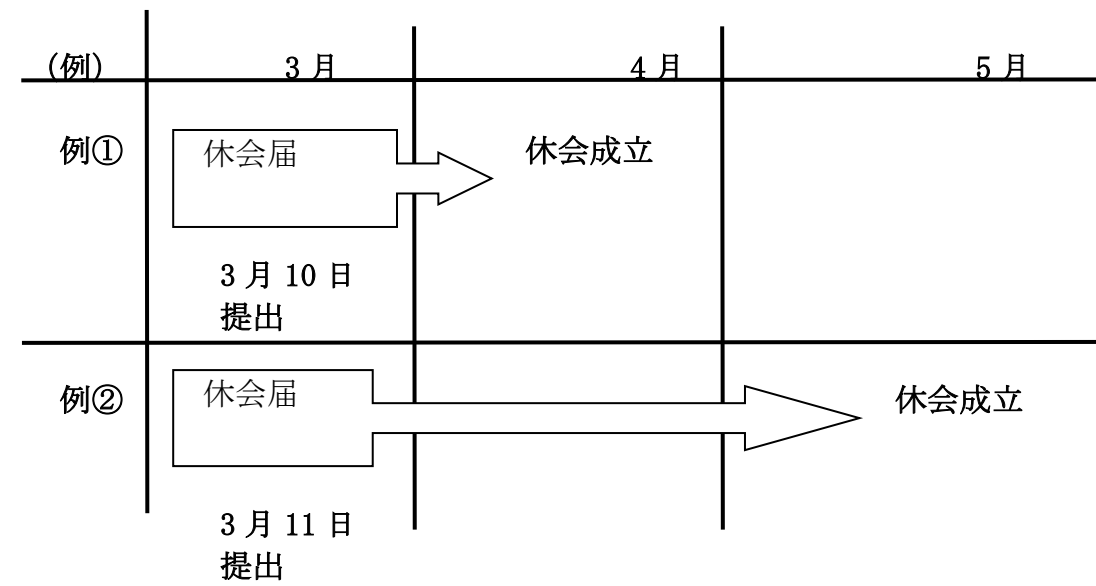 (例) 3月 4月 5月
例① 休会届 休会成立
3月10日
提出
例② 休会届 休会成立
3月11日
提出